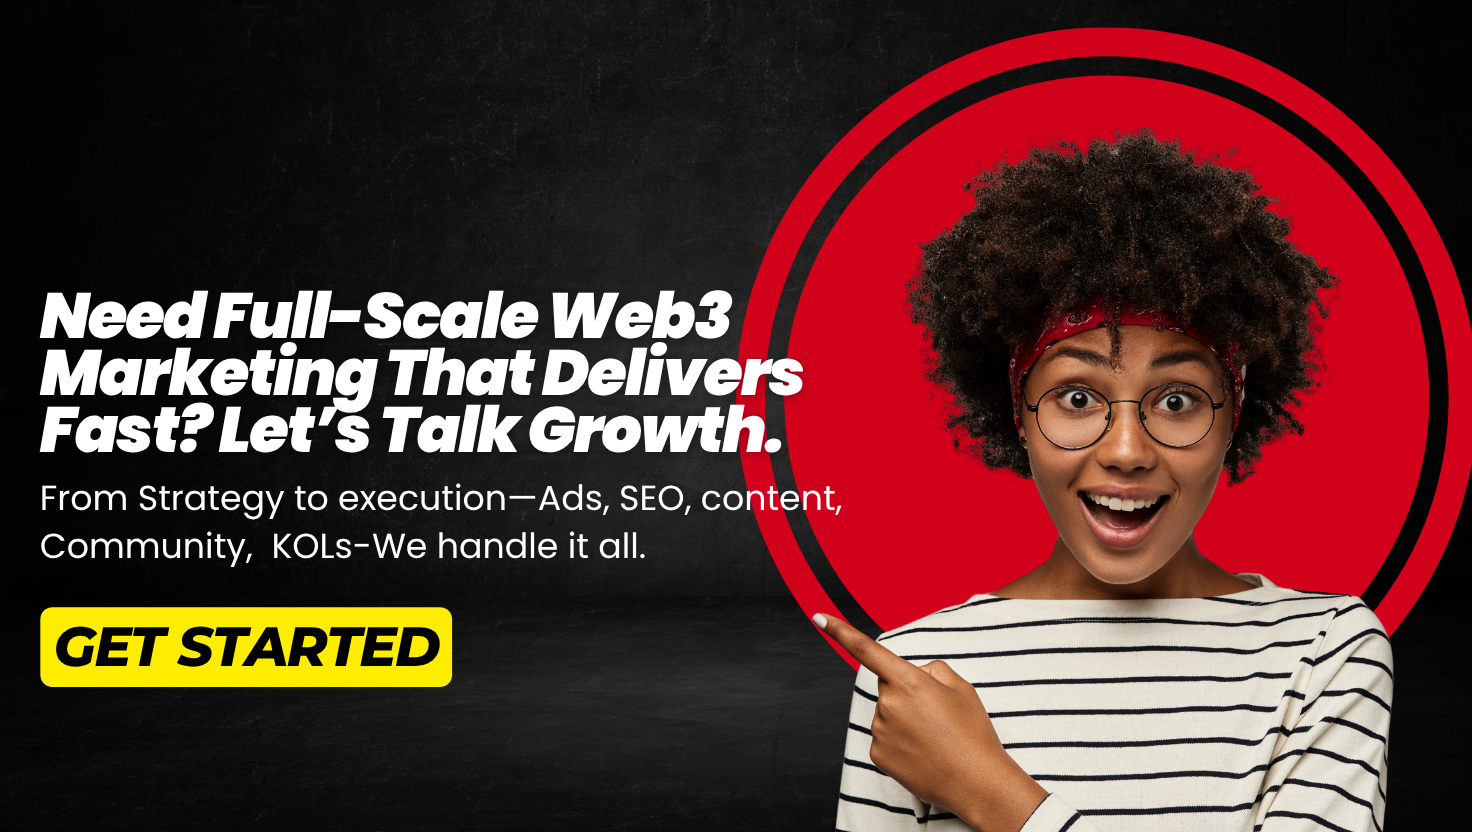 Need Full-Scale Web3
Marketing That Delivers
Fast? Let’s Talk Growth.
From Strategy to execution—Ads, SEO, content,
Community,  KOLs-We handle it all.
GET STARTED